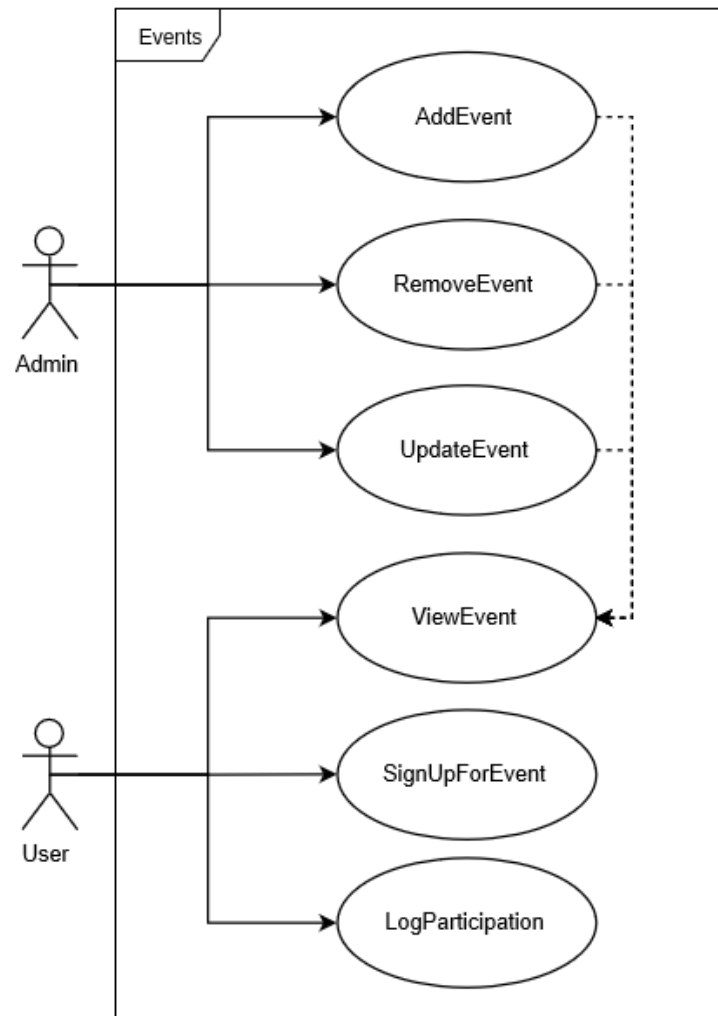 Events
AddEvent
RemoveEvent
Admin
UpdateEvent
ViewEvent
SignUpForEvent
User
LogParticipation